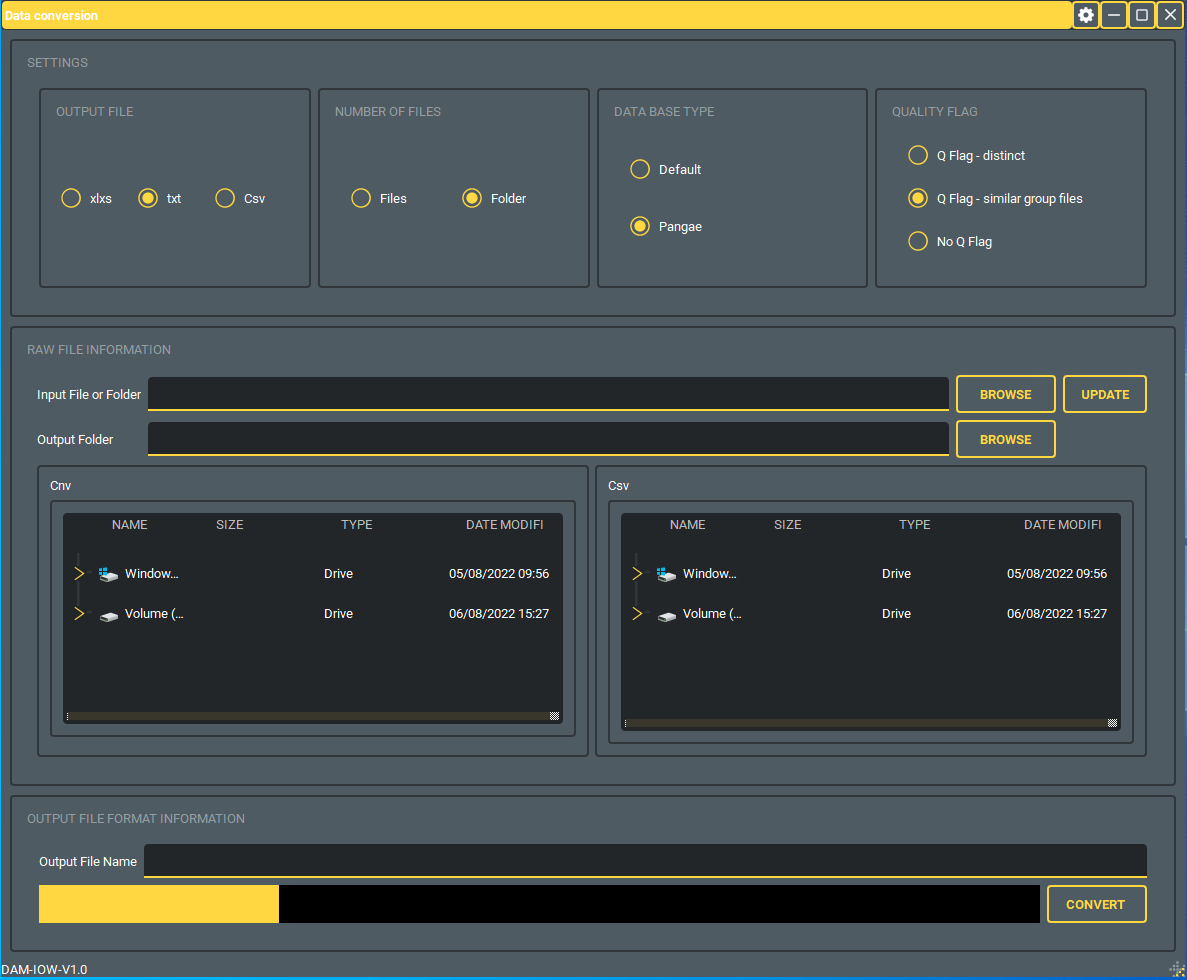 Data conversion
SETTINGS
OUTPUT FILE
xlxs
txt
Csv
NUMBER OF FILES
Files
Folder
DATA BASE TYPE
Default
Pangae
QUALITY FLAG
Q Flag - distinct
Q Flag - similar group files
No Q Flag
RAW FILE INFORMATION
Input File or Folder
BROWSE
UPDATE
Output Folder
BROWSE
Cnv
NAME SIZE TYPE DATE MODIFI
Window... Drive 05/08/2022 09:56
Volume (... Drive 06/08/2022 15:27
Csv
NAME SIZE TYPE DATE MODIFI
Window... Drive 05/08/2022 09:56
Volume (... Drive 06/08/2022 15:27
OUTPUT FILE FORMAT INFORMATION
Output File Name
CONVERT
DAM-IOW-V1.0